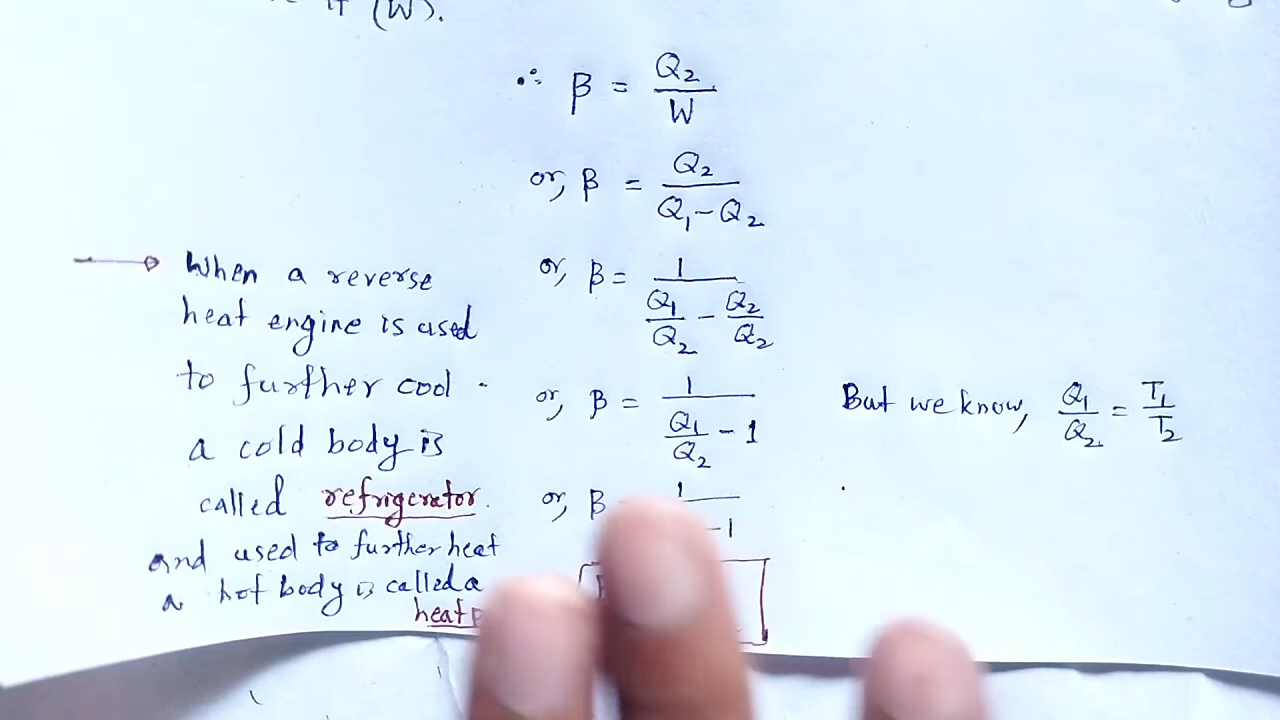 (W).
∴ β = Q₂/W
or, β = Q₂/(Q₁ - Q₂)
or, β = 1/(Q₁/Q₂ - Q₂/Q₂)
or, β = 1/(Q₁/Q₂ - 1)
But we know, Q₁/Q₂ = T₁/T₂
or, β
1
-1
When a reverse
heat engine is used
to further cool
a cold body is
called refrigerator.
and used to further heat
a hot body is called a
heat